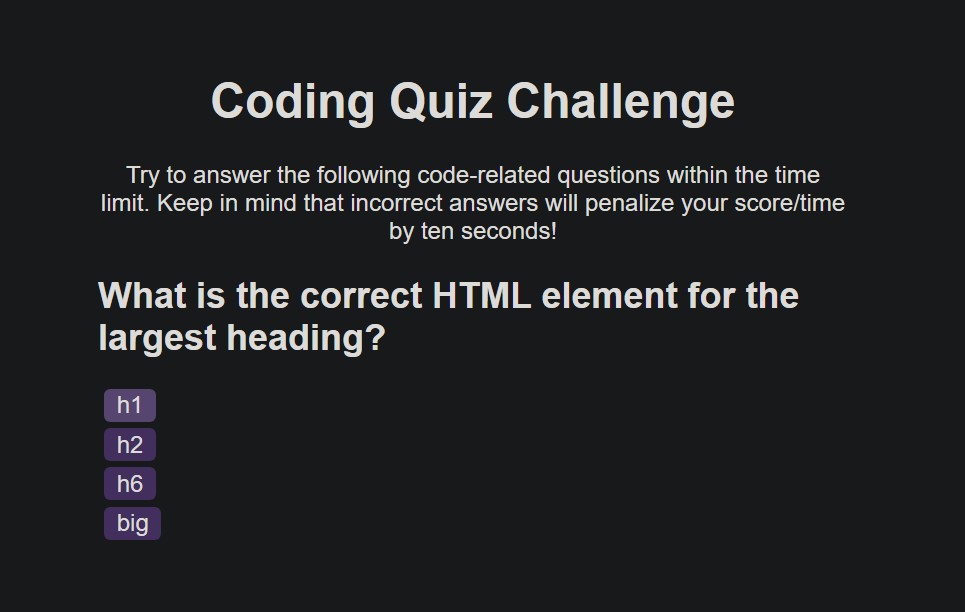 Coding Quiz Challenge
Try to answer the following code-related questions within the time
limit. Keep in mind that incorrect answers will penalize your score/time
by ten seconds!
What is the correct HTML element for the
largest heading?
h1
h2
h6
big